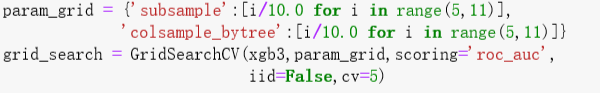 param_grid = {'subsample':[i/10.0 for i in range(5,11)],
'colsample_bytree':[i/10.0 for i in range(5,11)]}
grid_search = GridSearchCV(xgb3,param_grid,scoring='roc_auc',
iid=False,cv=5)